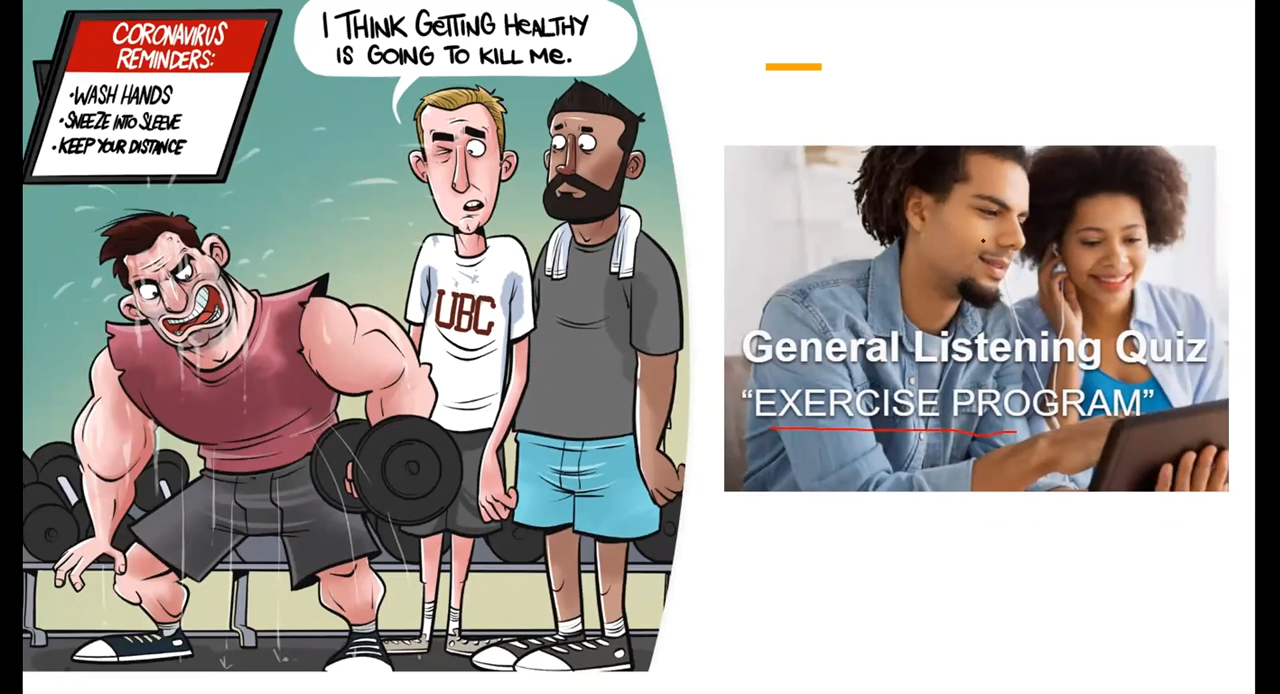 CORONAVIRUS
REMINDERS:
•WASH HANDS
•SNEEZE INTO SLEEVE
•KEEP YOUR DISTANCE
I THINK GETTING HEALTHY
IS GOING TO KILL ME.
UBC
General Listening Quiz
“EXERCISE PROGRAM”